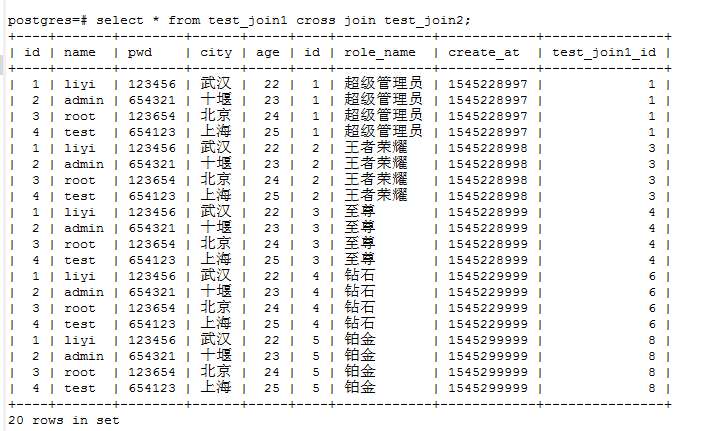 postgres=# select * from test_join1 cross join test_join2;
+----+-------+--------+------+-----+----+------------+------------+---------------+
| id | name | pwd | city | age | id | role_name | create_at | test_join1_id |
+----+-------+--------+------+-----+----+------------+------------+---------------+
| 1 | liyi | 123456 | 武汉 | 22 | 1 | 超级管理员 | 1545228997 | 1 |
| 2 | admin | 654321 | 十堰 | 23 | 1 | 超级管理员 | 1545228997 | 1 |
| 3 | root | 123654 | 北京 | 24 | 1 | 超级管理员 | 1545228997 | 1 |
| 4 | test | 654123 | 上海 | 25 | 1 | 超级管理员 | 1545228997 | 1 |
| 1 | liyi | 123456 | 武汉 | 22 | 2 | 王者荣耀 | 1545228998 | 3 |
| 2 | admin | 654321 | 十堰 | 23 | 2 | 王者荣耀 | 1545228998 | 3 |
| 3 | root | 123654 | 北京 | 24 | 2 | 王者荣耀 | 1545228998 | 3 |
| 4 | test | 654123 | 上海 | 25 | 2 | 王者荣耀 | 1545228998 | 3 |
| 1 | liyi | 123456 | 武汉 | 22 | 3 | 至尊 | 1545228999 | 4 |
| 2 | admin | 654321 | 十堰 | 23 | 3 | 至尊 | 1545228999 | 4 |
| 3 | root | 123654 | 北京 | 24 | 3 | 至尊 | 1545228999 | 4 |
| 4 | test | 654123 | 上海 | 25 | 3 | 至尊 | 1545228999 | 4 |
| 1 | liyi | 123456 | 武汉 | 22 | 4 | 钻石 | 1545229999 | 6 |
| 2 | admin | 654321 | 十堰 | 23 | 4 | 钻石 | 1545229999 | 6 |
| 3 | root | 123654 | 北京 | 24 | 4 | 钻石 | 1545229999 | 6 |
| 4 | test | 654123 | 上海 | 25 | 4 | 钻石 | 1545229999 | 6 |
| 1 | liyi | 123456 | 武汉 | 22 | 5 | 铂金 | 1545299999 | 8 |
| 2 | admin | 654321 | 十堰 | 23 | 5 | 铂金 | 1545299999 | 8 |
| 3 | root | 123654 | 北京 | 24 | 5 | 铂金 | 1545299999 | 8 |
| 4 | test | 654123 | 上海 | 25 | 5 | 铂金 | 1545299999 | 8 |
+----+-------+--------+------+-----+----+------------+------------+---------------+
20 rows in set